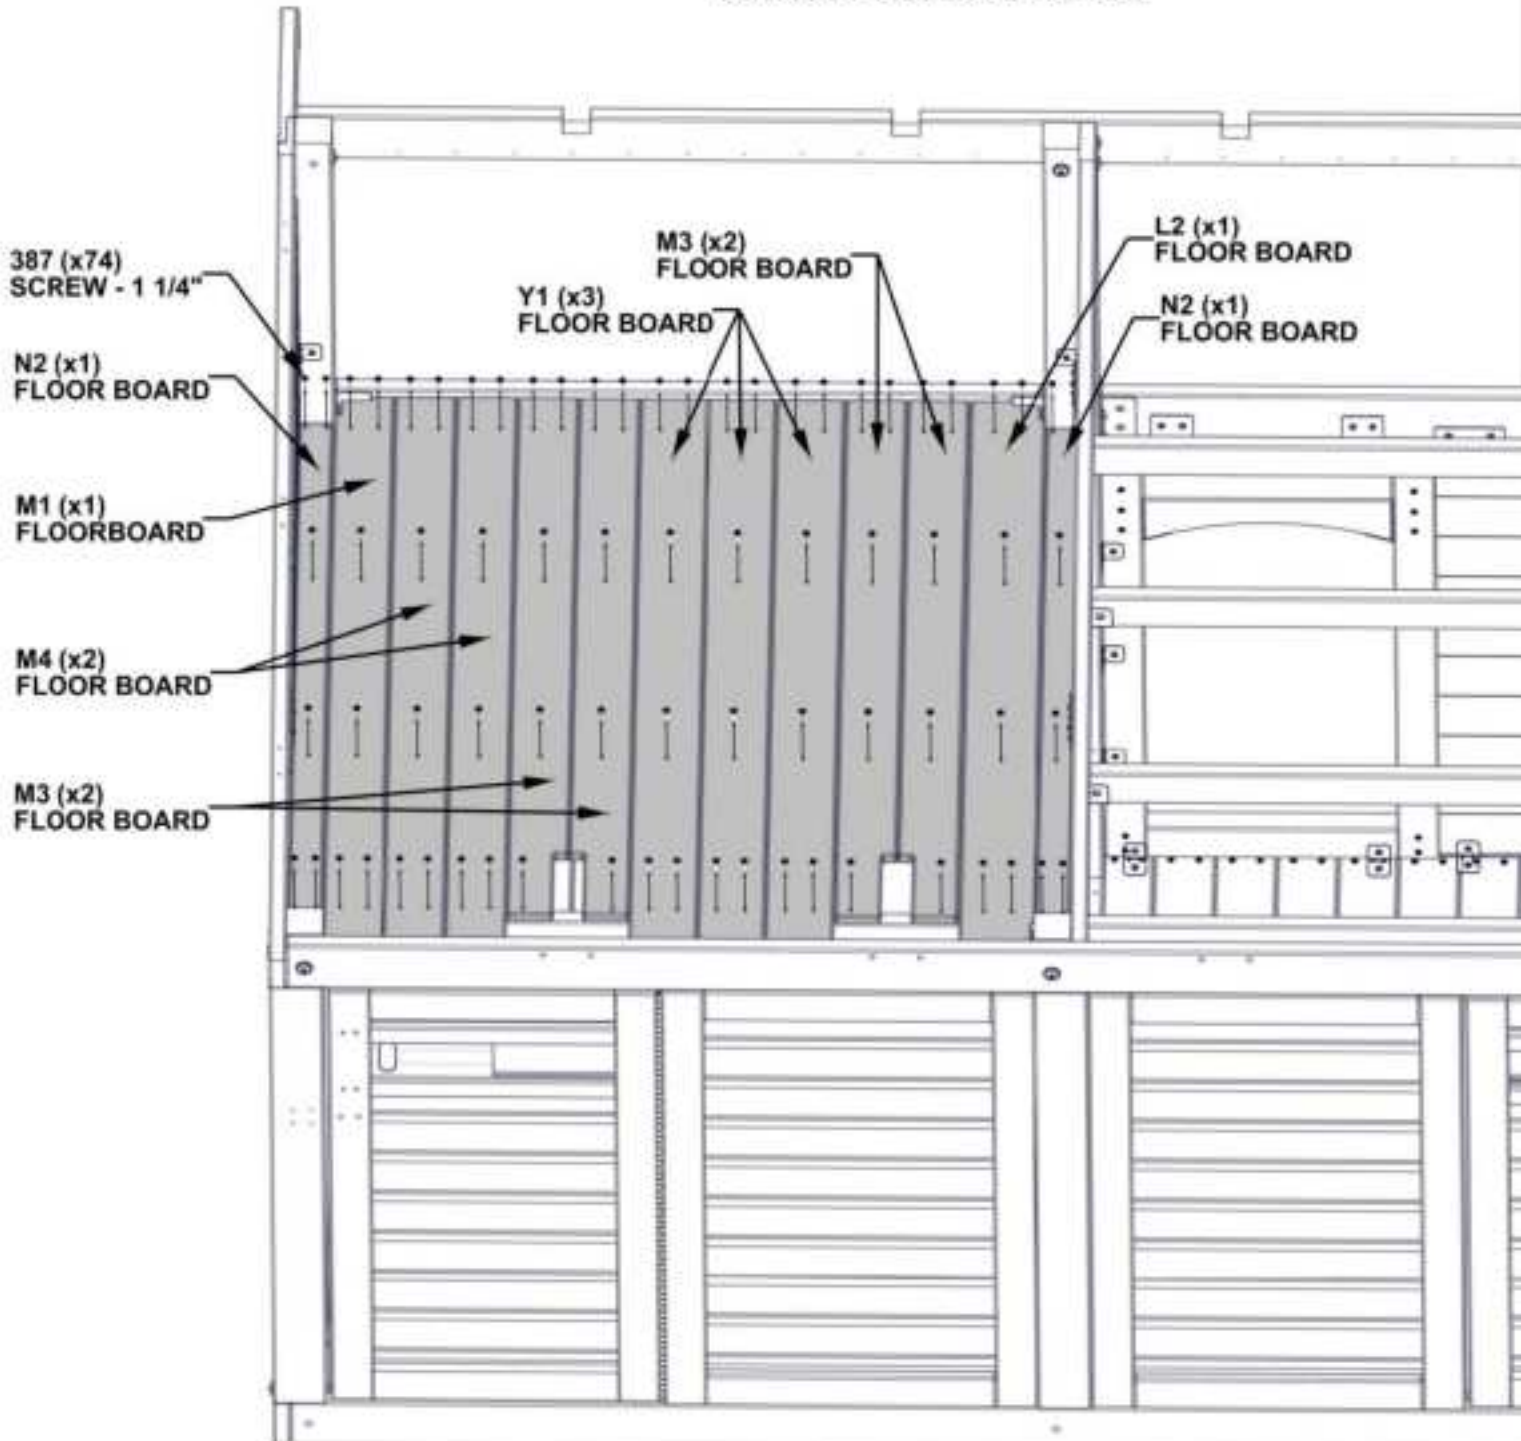 387 (x74)
SCREW - 1 1/4"
N2 (x1)
FLOOR BOARD
M1 (x1)
FLOORBOARD
M4 (x2)
FLOOR BOARD
M3 (x2)
FLOOR BOARD
Y1 (x3)
FLOOR BOARD
M3 (x2)
FLOOR BOARD
L2 (x1)
FLOOR BOARD
N2 (x1)
FLOOR BOARD